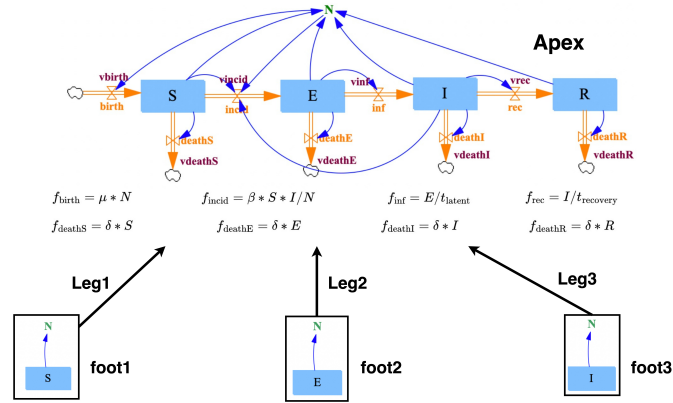 N
Apex
vbirth
vincid
vinf
vrec
S
E
I
R
birth
incid
inf
rec
deathS
deathE
deathI
deathR
vdeathS
vdeathE
vdeathI
vdeathR
f_birth = μ * N
f_incid = β * S * I/N
f_inf = E/t_latent
f_rec = I/t_recovery
f_deathS = δ * S
f_deathE = δ * E
f_deathI = δ * I
f_deathR = δ * R
Leg1
Leg2
Leg3
N
S
foot1
N
E
foot2
N
I
foot3